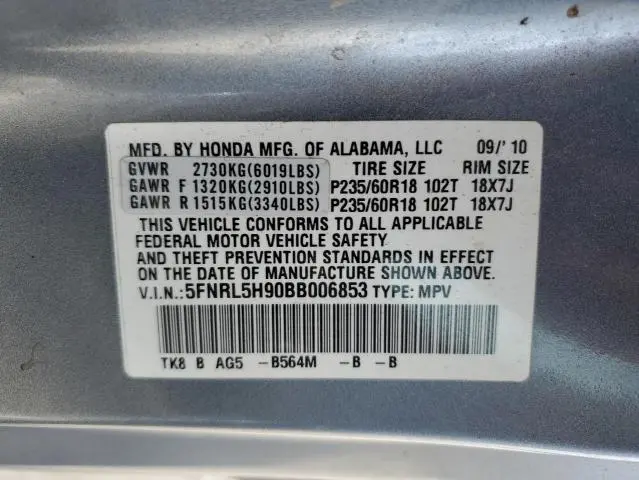 MFD. BY HONDA MFG. OF ALABAMA, LLC 09/' 10
GVWR 2730KG(6019LBS) TIRE SIZE RIM SIZE
GAWR F 1320KG(2910LBS) P235/60R18 102T 18X7J
GAWR R 1515KG(3340LBS) P235/60R18 102T 18X7J
THIS VEHICLE CONFORMS TO ALL APPLICABLE
FEDERAL MOTOR VEHICLE SAFETY
AND THEFT PREVENTION STANDARDS IN EFFECT
ON THE DATE OF MANUFACTURE SHOWN ABOVE.
V.I.N.:5FNRL5H90BB006853 TYPE: MPV
TK8 B AG5 -B564M -B -B